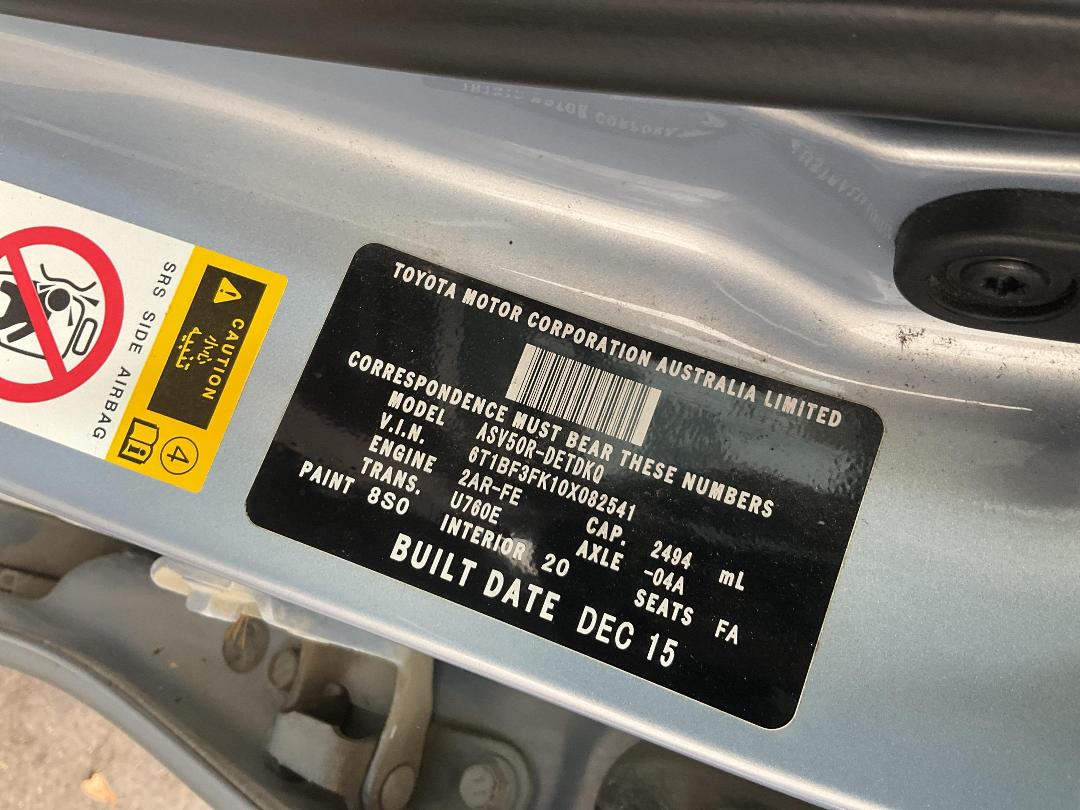 TOYOTA MOTOR CORPORATION AUSTRALIA LIMITED
CORRESPONDENCE MUST BEAR THESE NUMBERS
MODEL ASV50R-DETDKQ
V.I.N. 6T1BF3FK10X082541
ENGINE 2AR-FE CAP. 2494 mL
TRANS. U760E AXLE -04A
PAINT 8S0 INTERIOR 20 SEATS FA
BUILT DATE DEC 15
SRS SIDE AIRBAG
CAUTION
تنبيه
4